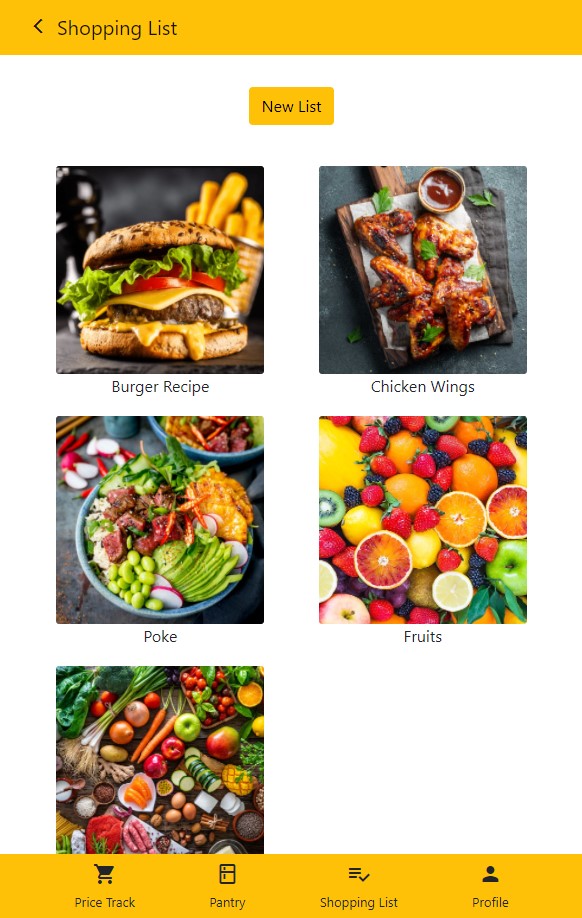 Shopping List
New List
Burger Recipe
Chicken Wings
Poke
Fruits
Price Track
Pantry
Shopping List
Profile